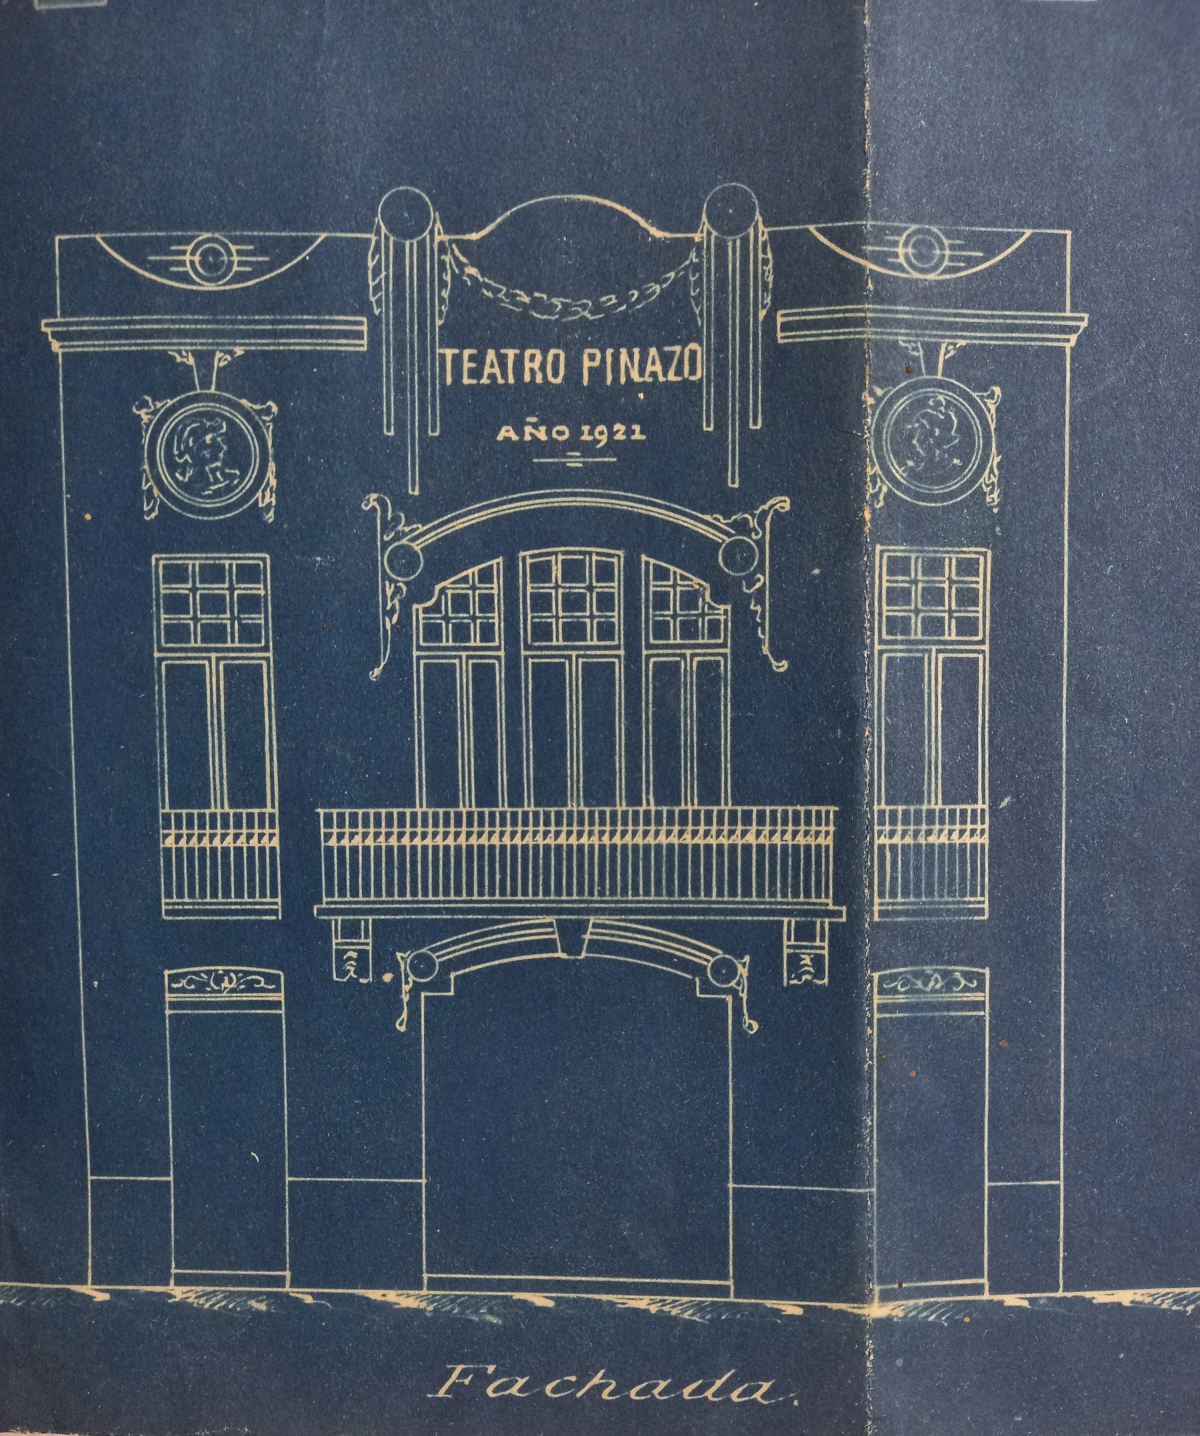 TEATRO PINAZO
AÑO 1921
Fachada.